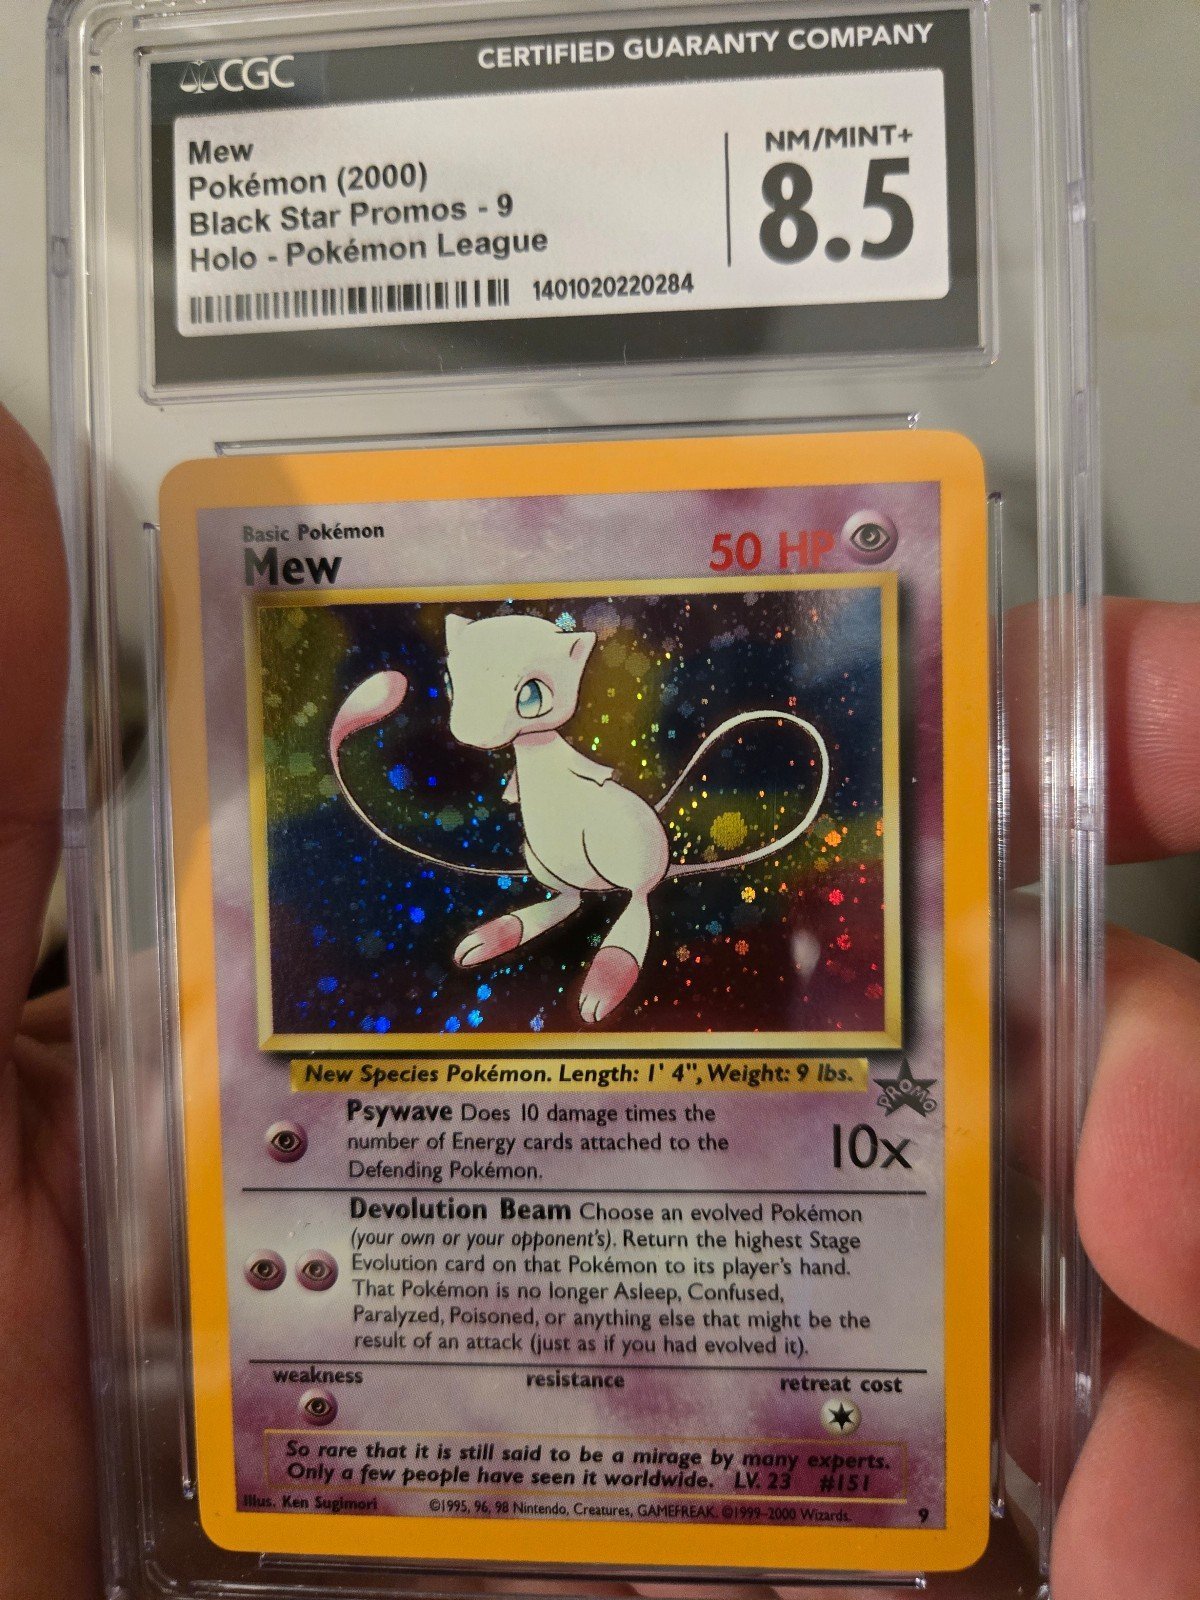 CGC
CERTIFIED GUARANTY COMPANY
Mew
Pokémon (2000)
Black Star Promos - 9
Holo - Pokémon League
1401020220284
NM/MINT+
8.5
Basic Pokémon
Mew
50 HP
New Species Pokémon. Length: 1' 4", Weight: 9 lbs.
PROMO
Psywave Does 10 damage times the
number of Energy cards attached to the
Defending Pokémon.
10x
Devolution Beam Choose an evolved Pokémon
(your own or your opponent's). Return the highest Stage
Evolution card on that Pokémon to its player's hand.
That Pokémon is no longer Asleep, Confused,
Paralyzed, Poisoned, or anything else that might be the
result of an attack (just as if you had evolved it).
weakness
resistance
retreat cost
So rare that it is still said to be a mirage by many experts.
Only a few people have seen it worldwide. LV. 23 #151
Illus. Ken Sugimori
©1995, 96, 98 Nintendo, Creatures, GAMEFREAK. ©1999-2000 Wizards.
9